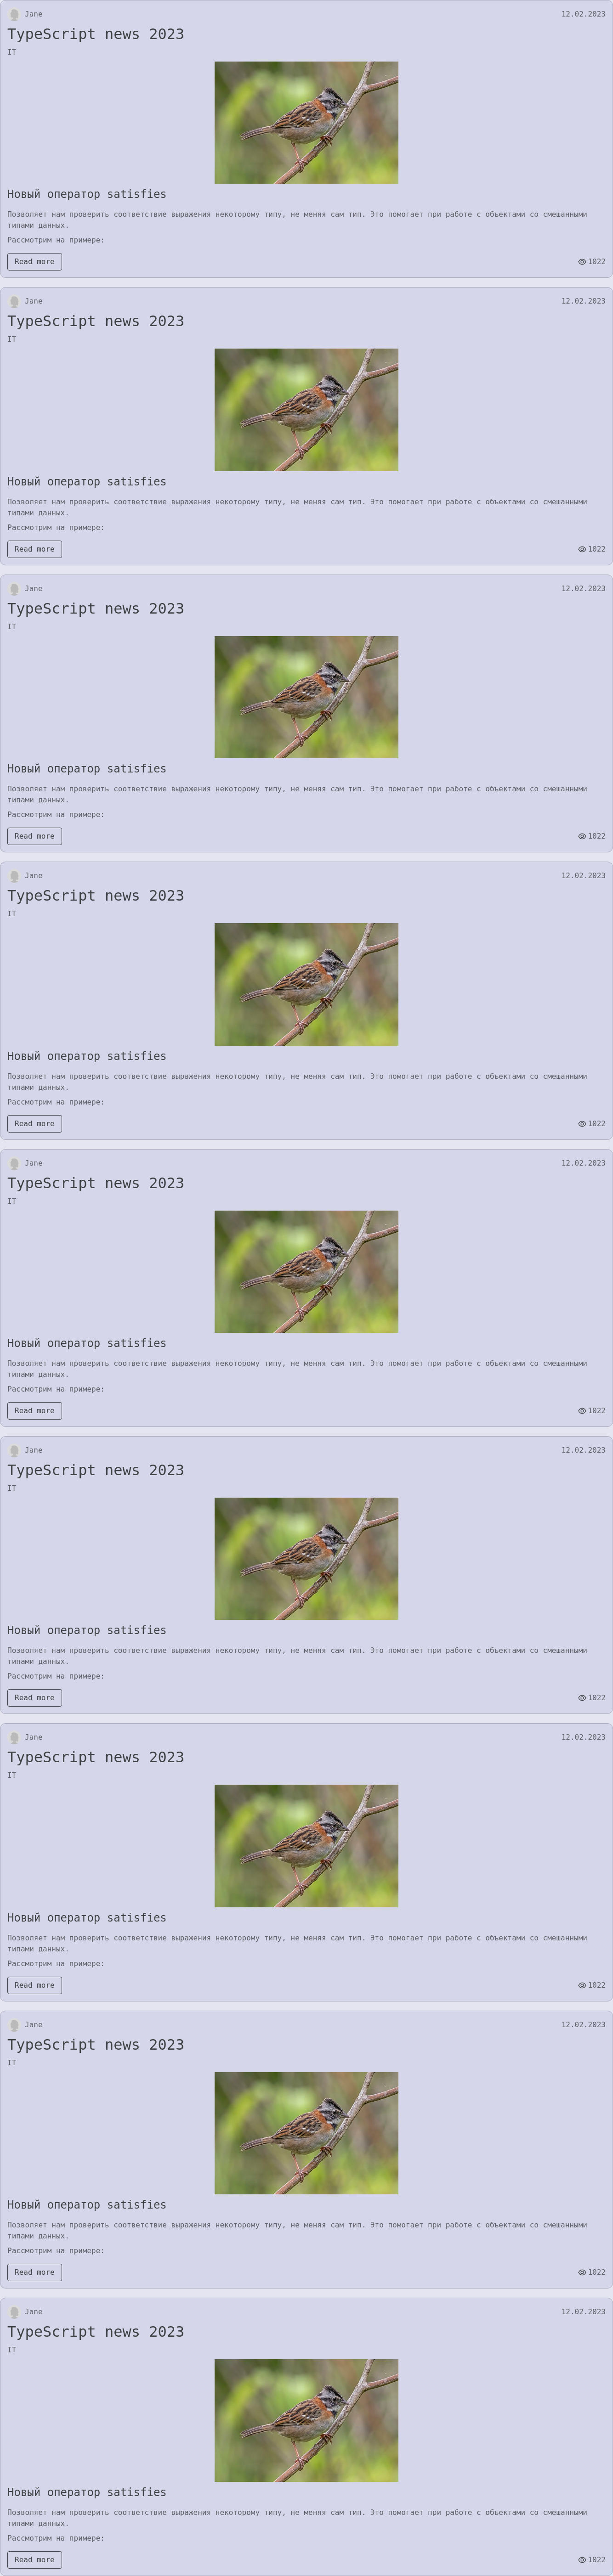 Jane 12.02.2023
TypeScript news 2023
IT
Новый оператор satisfies
Позволяет нам проверить соответствие выражения некоторому типу, не меняя сам тип. Это помогает при работе с объектами со смешанными
типами данных.
Рассмотрим на примере:
Read more 1022
Jane 12.02.2023
TypeScript news 2023
IT
Новый оператор satisfies
Позволяет нам проверить соответствие выражения некоторому типу, не меняя сам тип. Это помогает при работе с объектами со смешанными
типами данных.
Рассмотрим на примере:
Read more 1022
Jane 12.02.2023
TypeScript news 2023
IT
Новый оператор satisfies
Позволяет нам проверить соответствие выражения некоторому типу, не меняя сам тип. Это помогает при работе с объектами со смешанными
типами данных.
Рассмотрим на примере:
Read more 1022
Jane 12.02.2023
TypeScript news 2023
IT
Новый оператор satisfies
Позволяет нам проверить соответствие выражения некоторому типу, не меняя сам тип. Это помогает при работе с объектами со смешанными
типами данных.
Рассмотрим на примере:
Read more 1022
Jane 12.02.2023
TypeScript news 2023
IT
Новый оператор satisfies
Позволяет нам проверить соответствие выражения некоторому типу, не меняя сам тип. Это помогает при работе с объектами со смешанными
типами данных.
Рассмотрим на примере:
Read more 1022
Jane 12.02.2023
TypeScript news 2023
IT
Новый оператор satisfies
Позволяет нам проверить соответствие выражения некоторому типу, не меняя сам тип. Это помогает при работе с объектами со смешанными
типами данных.
Рассмотрим на примере:
Read more 1022
Jane 12.02.2023
TypeScript news 2023
IT
Новый оператор satisfies
Позволяет нам проверить соответствие выражения некоторому типу, не меняя сам тип. Это помогает при работе с объектами со смешанными
типами данных.
Рассмотрим на примере:
Read more 1022
Jane 12.02.2023
TypeScript news 2023
IT
Новый оператор satisfies
Позволяет нам проверить соответствие выражения некоторому типу, не меняя сам тип. Это помогает при работе с объектами со смешанными
типами данных.
Рассмотрим на примере:
Read more 1022
Jane 12.02.2023
TypeScript news 2023
IT
Новый оператор satisfies
Позволяет нам проверить соответствие выражения некоторому типу, не меняя сам тип. Это помогает при работе с объектами со смешанными
типами данных.
Рассмотрим на примере:
Read more 1022